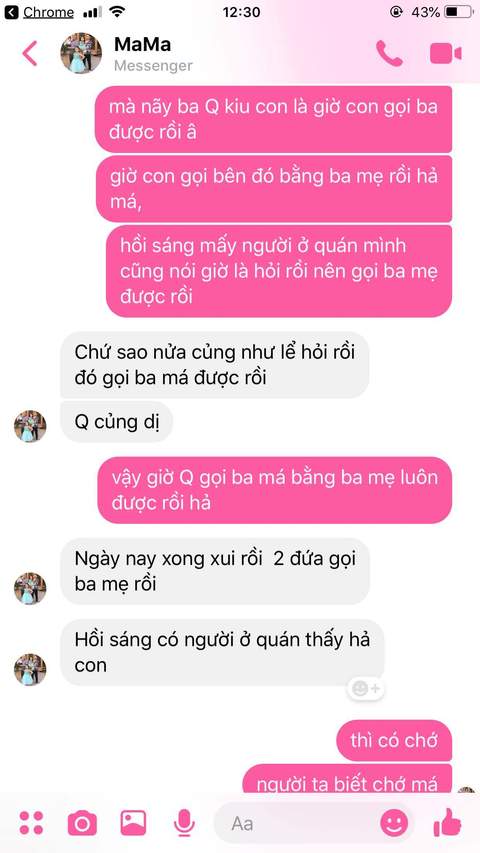 Chrome
12:30
43%
MaMa
Messenger
mà nãy ba Q kiu con là giờ con gọi ba
được rồi â
giờ con gọi bên đó bằng ba mẹ rồi hả
má,
hồi sáng mấy người ở quán mình
cũng nói giờ là hỏi rồi nên gọi ba mẹ
được rồi
Chứ sao nửa củng như lể hỏi rồi
đó gọi ba má được rồi
Q củng dị
vậy giờ Q gọi ba má bằng ba mẹ luôn
được rồi hả
Ngày nay xong xui rồi 2 đứa gọi
ba mẹ rồi
Hồi sáng có người ở quán thấy hả
con
thì có chớ
người ta biết chớ má
Aa